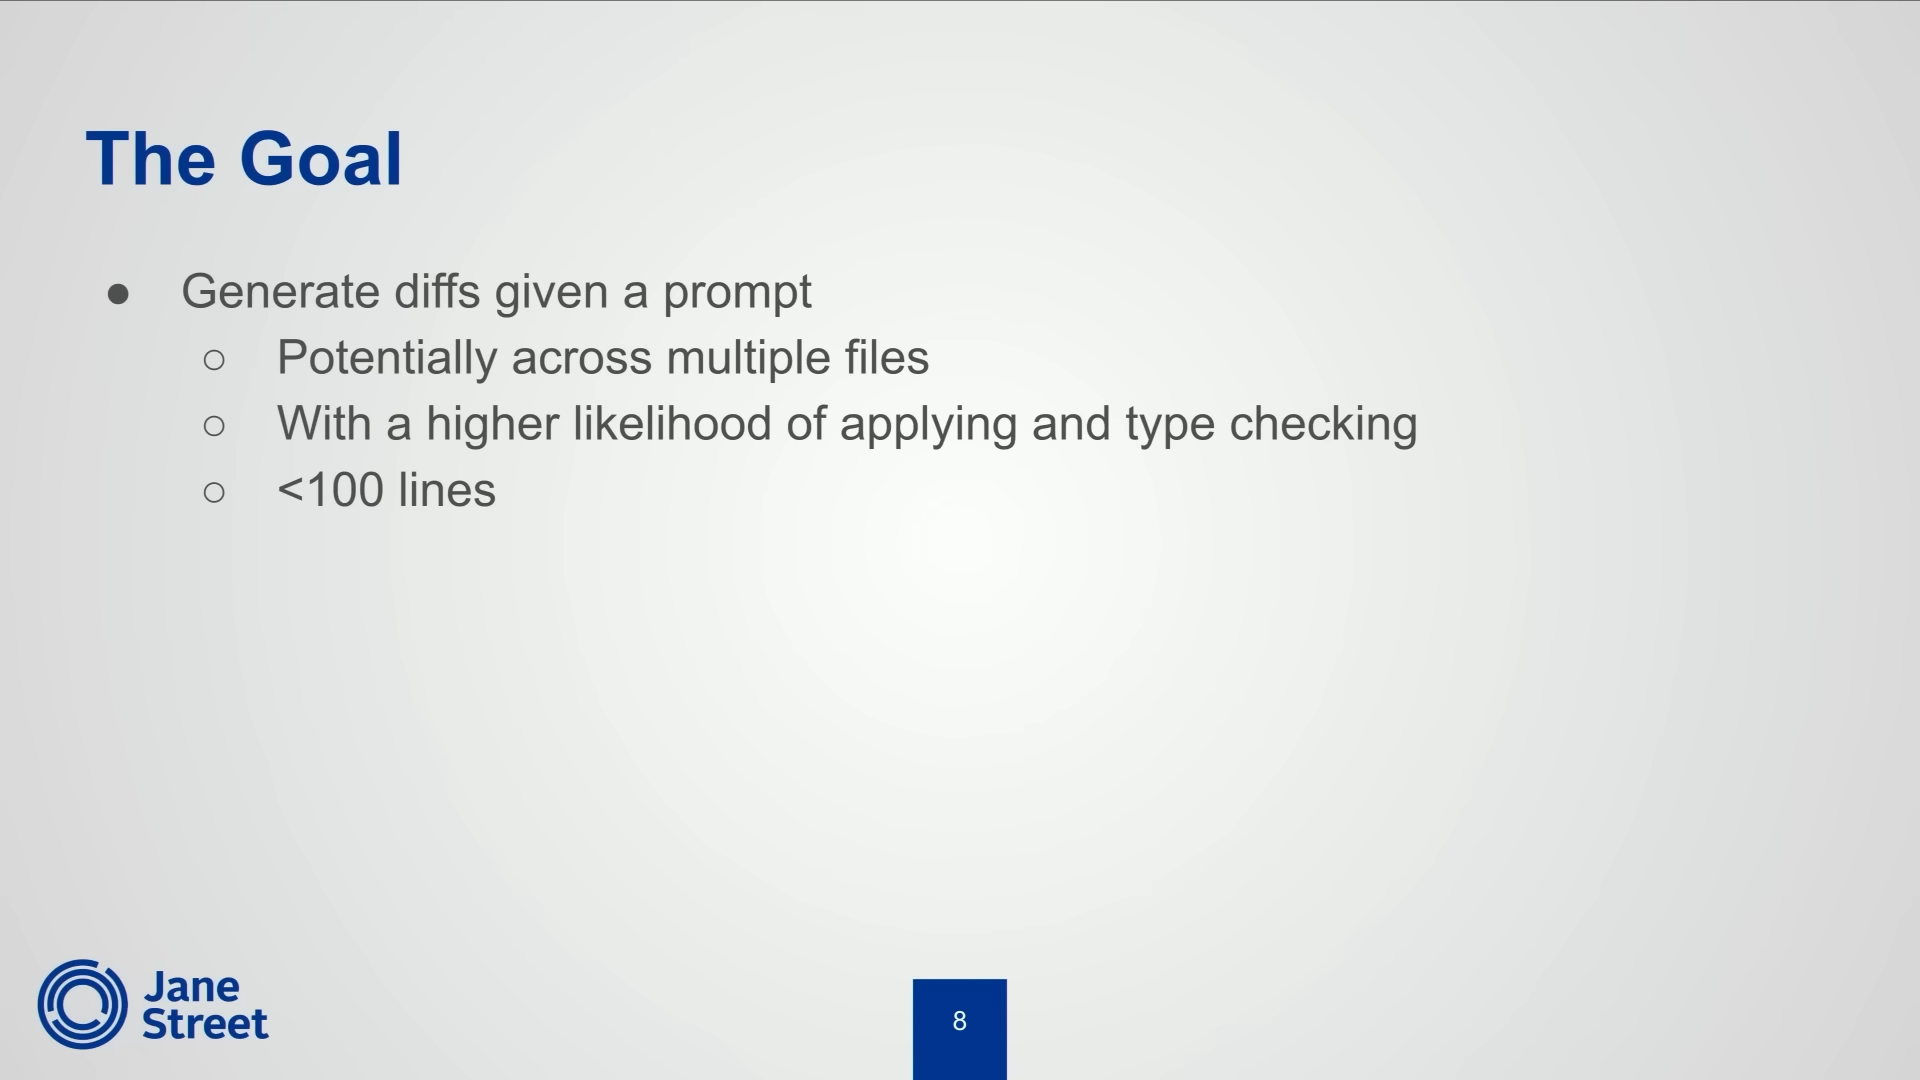 The Goal
● Generate diffs given a prompt
○ Potentially across multiple files
○ With a higher likelihood of applying and type checking
○ <100 lines
Jane
Street
8